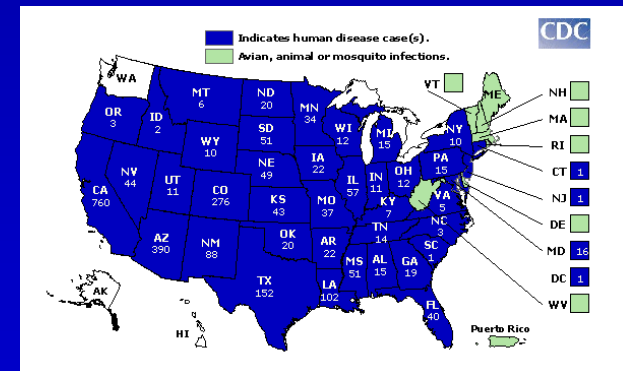 Indicates human disease case(s).
Avian, animal or mosquito infections.
CDC
WA
MT
6
ND
20
MN
34
VT
ME
NH
MA
RI
CT 1
NJ 1
DE
MD 16
DC 1
WV
OR
3
ID
2
WY
10
SD
51
WI
12
MI
15
NY
10
PA
15
NV
44
UT
11
CO
276
NE
49
IA
22
IL
57
IN
11
OH
12
CA
760
KS
43
MO
37
KY
7
VA
5
NC
3
AZ
390
NM
88
OK
20
AR
22
TN
14
SC
1
TX
152
LA
102
MS
51
AL
15
GA
19
FL
40
AK
HI
Puerto Rico